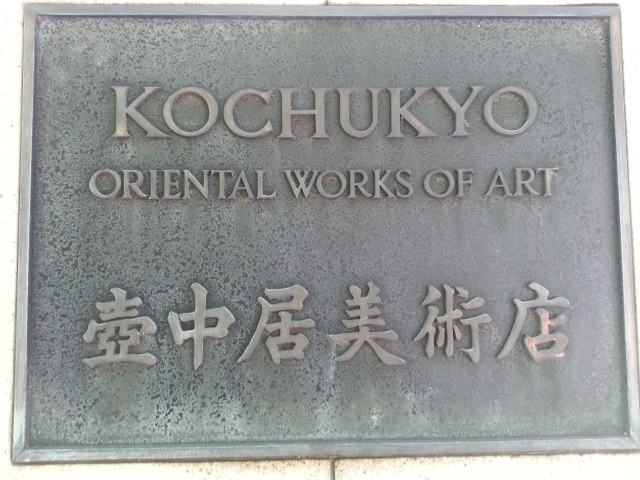 KOCHUKYO
ORIENTAL WORKS OF ART
壺中居美術店